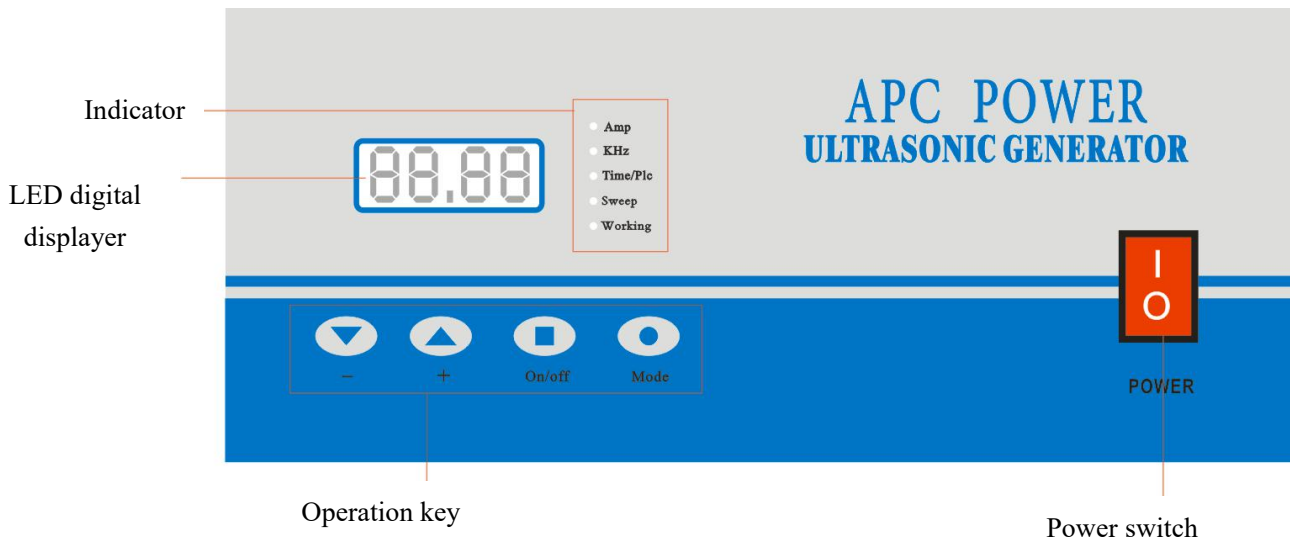 Indicator
LED digital
displayer
88.88
Amp
KHz
Time/Plc
Sweep
Working
APC POWER
ULTRASONIC GENERATOR
I
O
POWER
−
+
On/off
Mode
Operation key
Power switch